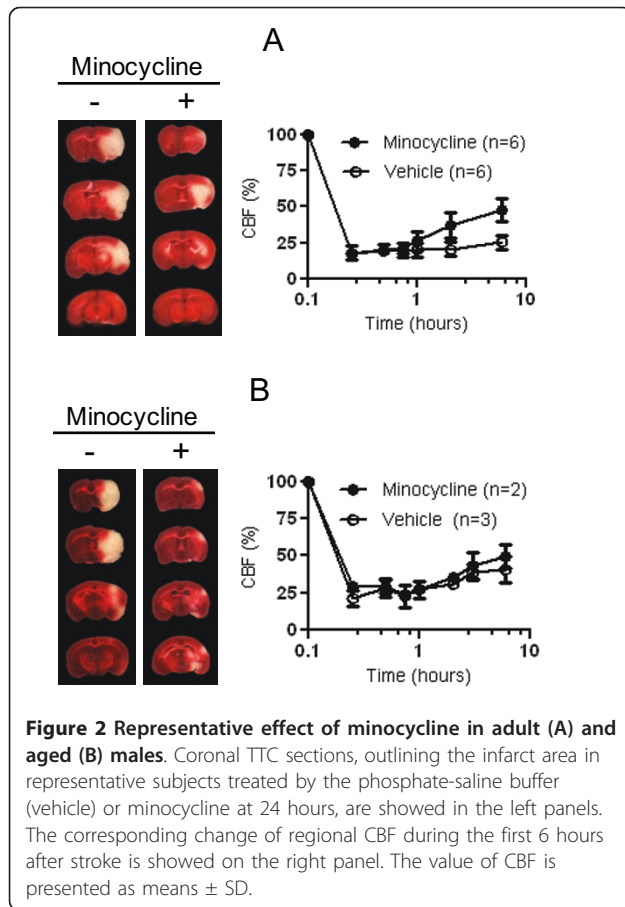 A
Minocycline
- +
100
75
50
25
0
CBF (%)
Minocycline (n=6)
Vehicle (n=6)
0.1 1 10
Time (hours)
B
Minocycline
- +
100
75
50
25
0
CBF (%)
Minocycline (n=2)
Vehicle (n=3)
0.1 1 10
Time (hours)
Figure 2 Representative effect of minocycline in adult (A) and
aged (B) males. Coronal TTC sections, outlining the infarct area in
representative subjects treated by the phosphate-saline buffer
(vehicle) or minocycline at 24 hours, are showed in the left panels.
The corresponding change of regional CBF during the first 6 hours
after stroke is showed on the right panel. The value of CBF is
presented as means ± SD.